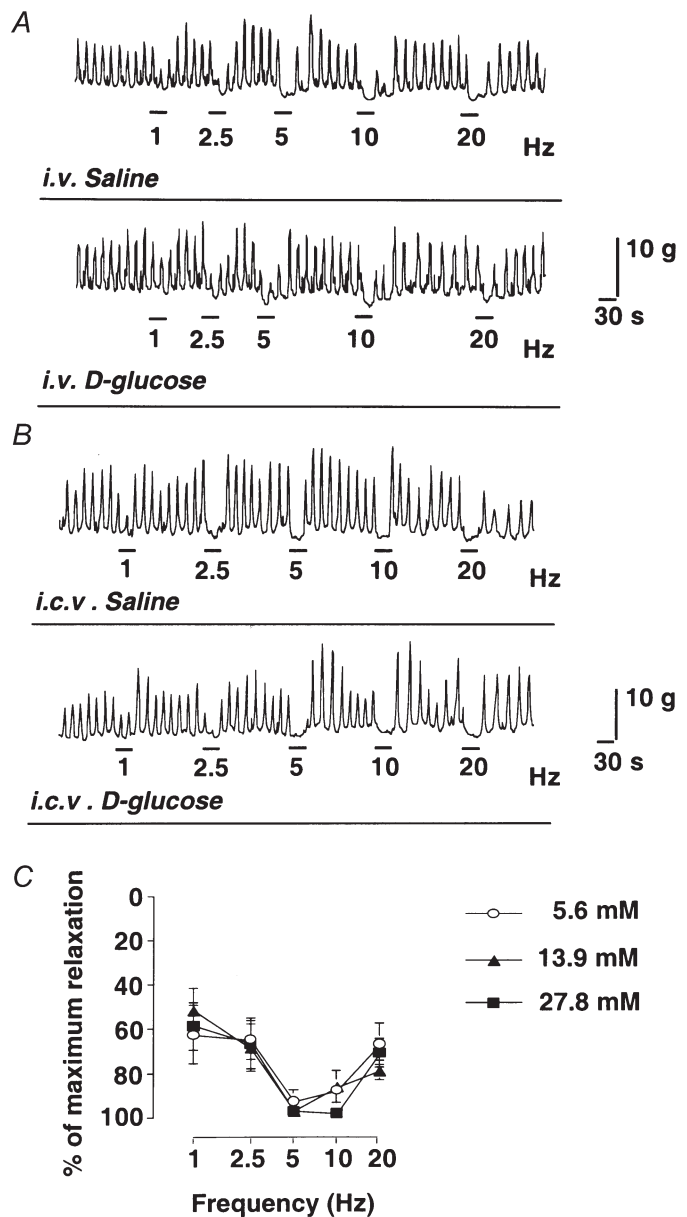 A
1 2.5 5 10 20 Hz
i.v. Saline
10 g
30 s
1 2.5 5 10 20 Hz
i.v. D-glucose
B
1 2.5 5 10 20 Hz
i.c.v . Saline
10 g
30 s
1 2.5 5 10 20 Hz
i.c.v . D-glucose
C
% of maximum relaxation
0
20
40
60
80
100
1 2.5 5 10 20
Frequency (Hz)
5.6 mM
13.9 mM
27.8 mM